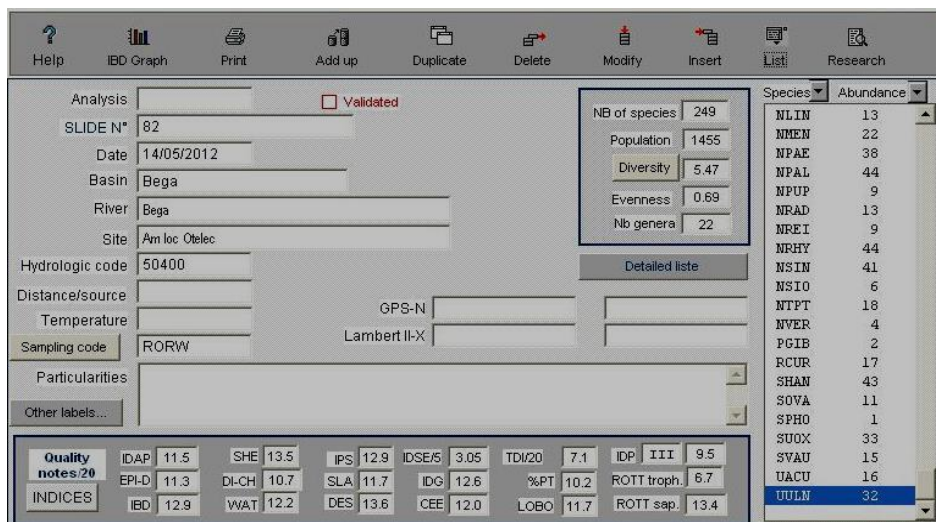 Help IBD Graph Print Add up Duplicate Delete Modify Insert List Research
Analysis
Validated
SLIDE N° 82
Date 14/05/2012
Basin Bega
River Bega
Site Am loc Otelec
Hydrologic code 50400
Distance/source
Temperature
Sampling code RORW
Particularities
Other labels...
GPS-N
Lambert II-X
NB of species 249
Population 1455
Diversity 5.47
Evenness 0.69
Nb genera 22
Detailed liste
Species Abundance
NLIN 13
NMEN 22
NPAE 38
NPAL 44
NPUP 9
NRAD 13
NREI 9
NRHY 44
NSIN 41
NSIO 6
NTPT 18
NVER 4
PGIB 2
RCUR 17
SHAN 43
SOVA 11
SPHO 1
SUOX 33
SVAU 15
UACU 16
UULN 32
Quality notes/20
INDICES
IDAP 11.5 SHE 13.5 IPS 12.9 IDSE/5 3.05 TDI/20 7.1 IDP III 9.5
EPI-D 11.3 DI-CH 10.7 SLA 11.7 IDG 12.6 %PT 10.2 ROTT troph. 6.7
IBD 12.9 WAT 12.2 DES 13.6 CEE 12.0 LOBO 11.7 ROTT sap. 13.4